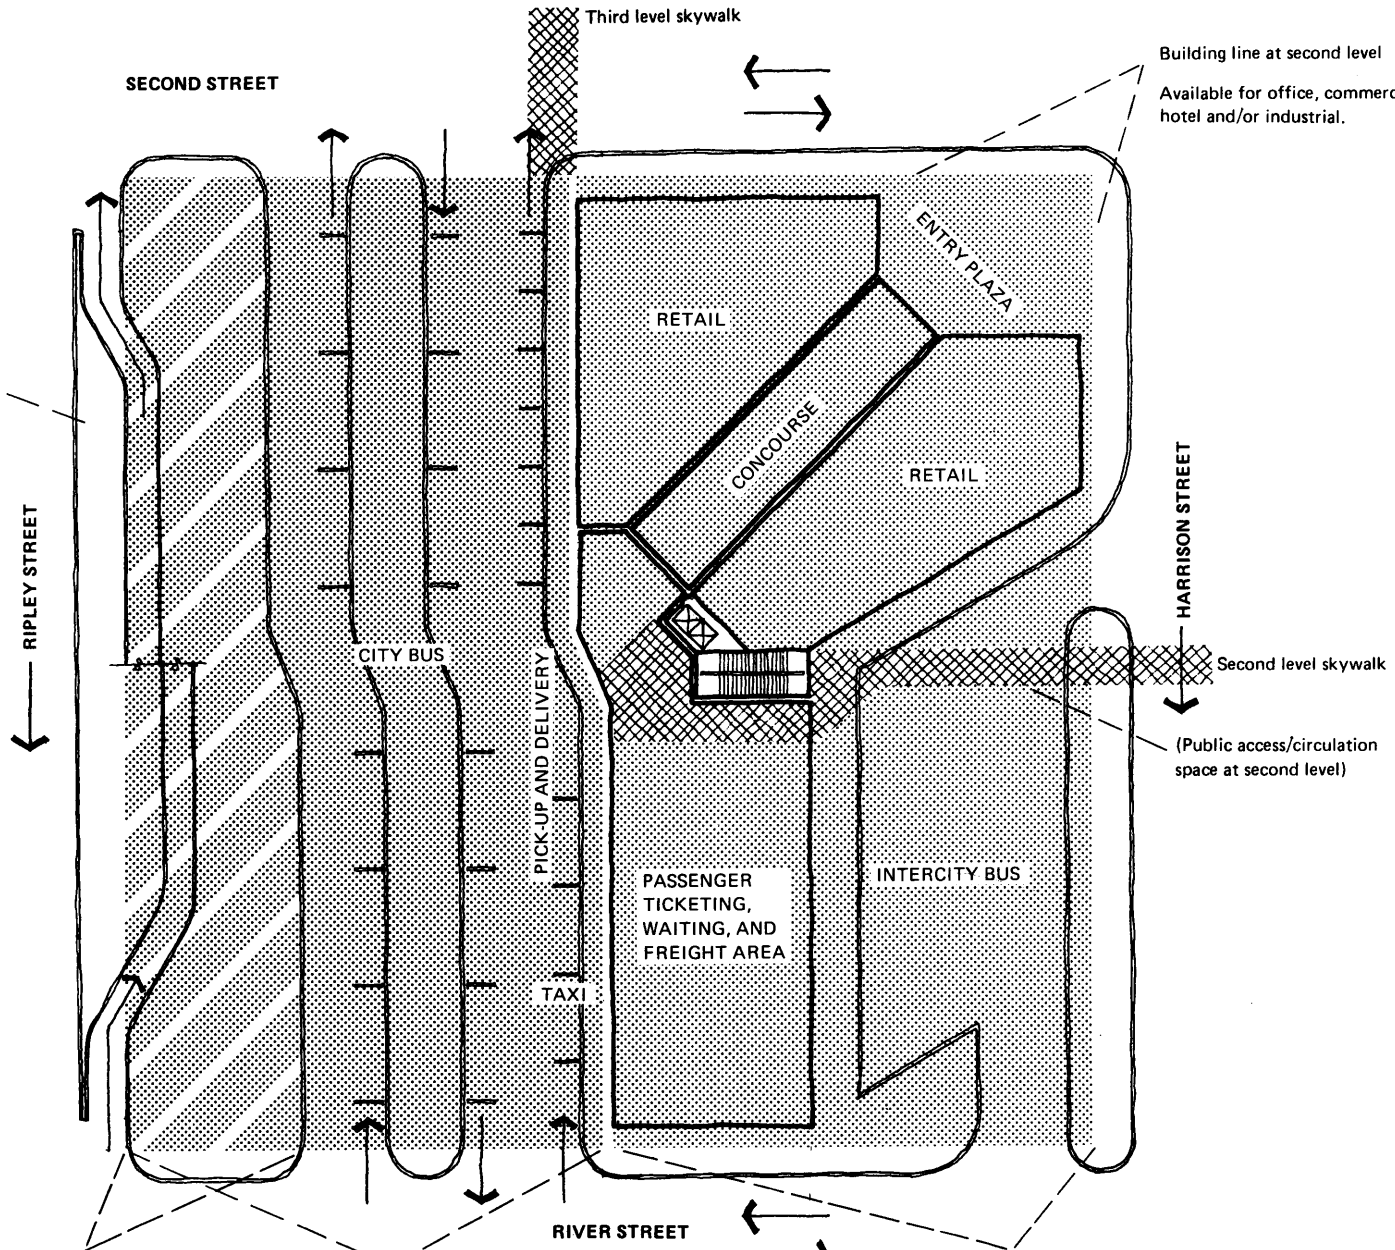 Third level skywalk
SECOND STREET
Building line at second level
Available for office, commerc
hotel and/or industrial.
ENTRY PLAZA
RETAIL
CONCOURSE
RETAIL
RIPLEY STREET
HARRISON STREET
CITY BUS
PICK-UP AND DELIVERY
Second level skywalk
(Public access/circulation
space at second level)
PASSENGER
TICKETING,
WAITING, AND
FREIGHT AREA
INTERCITY BUS
TAXI
RIVER STREET